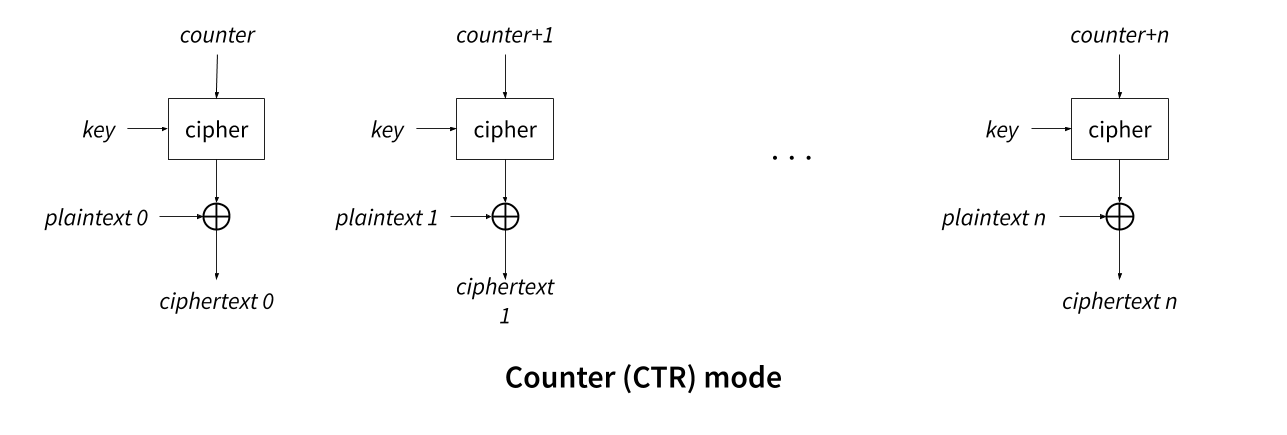 counter
counter+1
counter+n
key
cipher
key
cipher
. . .
key
cipher
plaintext 0
plaintext 1
plaintext n
ciphertext 0
ciphertext
1
ciphertext n
Counter (CTR) mode